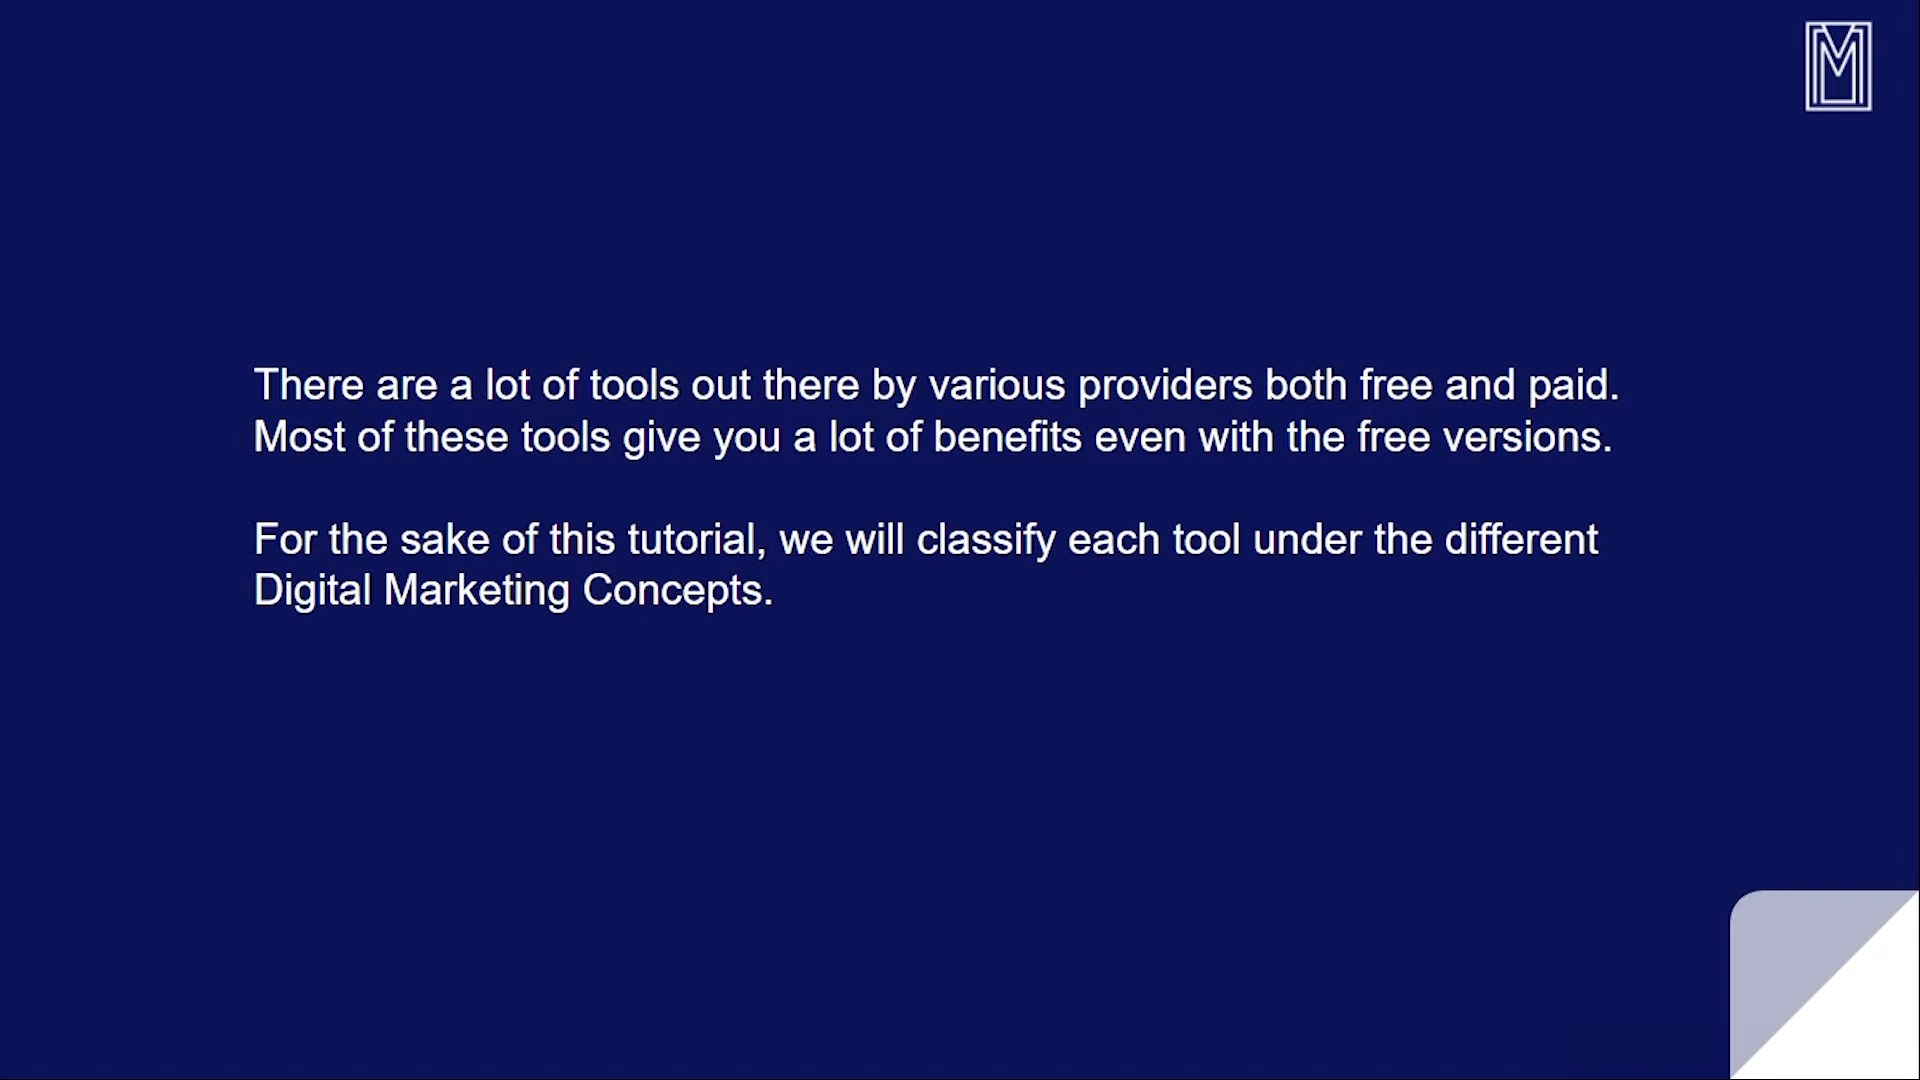 There are a lot of tools out there by various providers both free and paid.
Most of these tools give you a lot of benefits even with the free versions.
For the sake of this tutorial, we will classify each tool under the different
Digital Marketing Concepts.